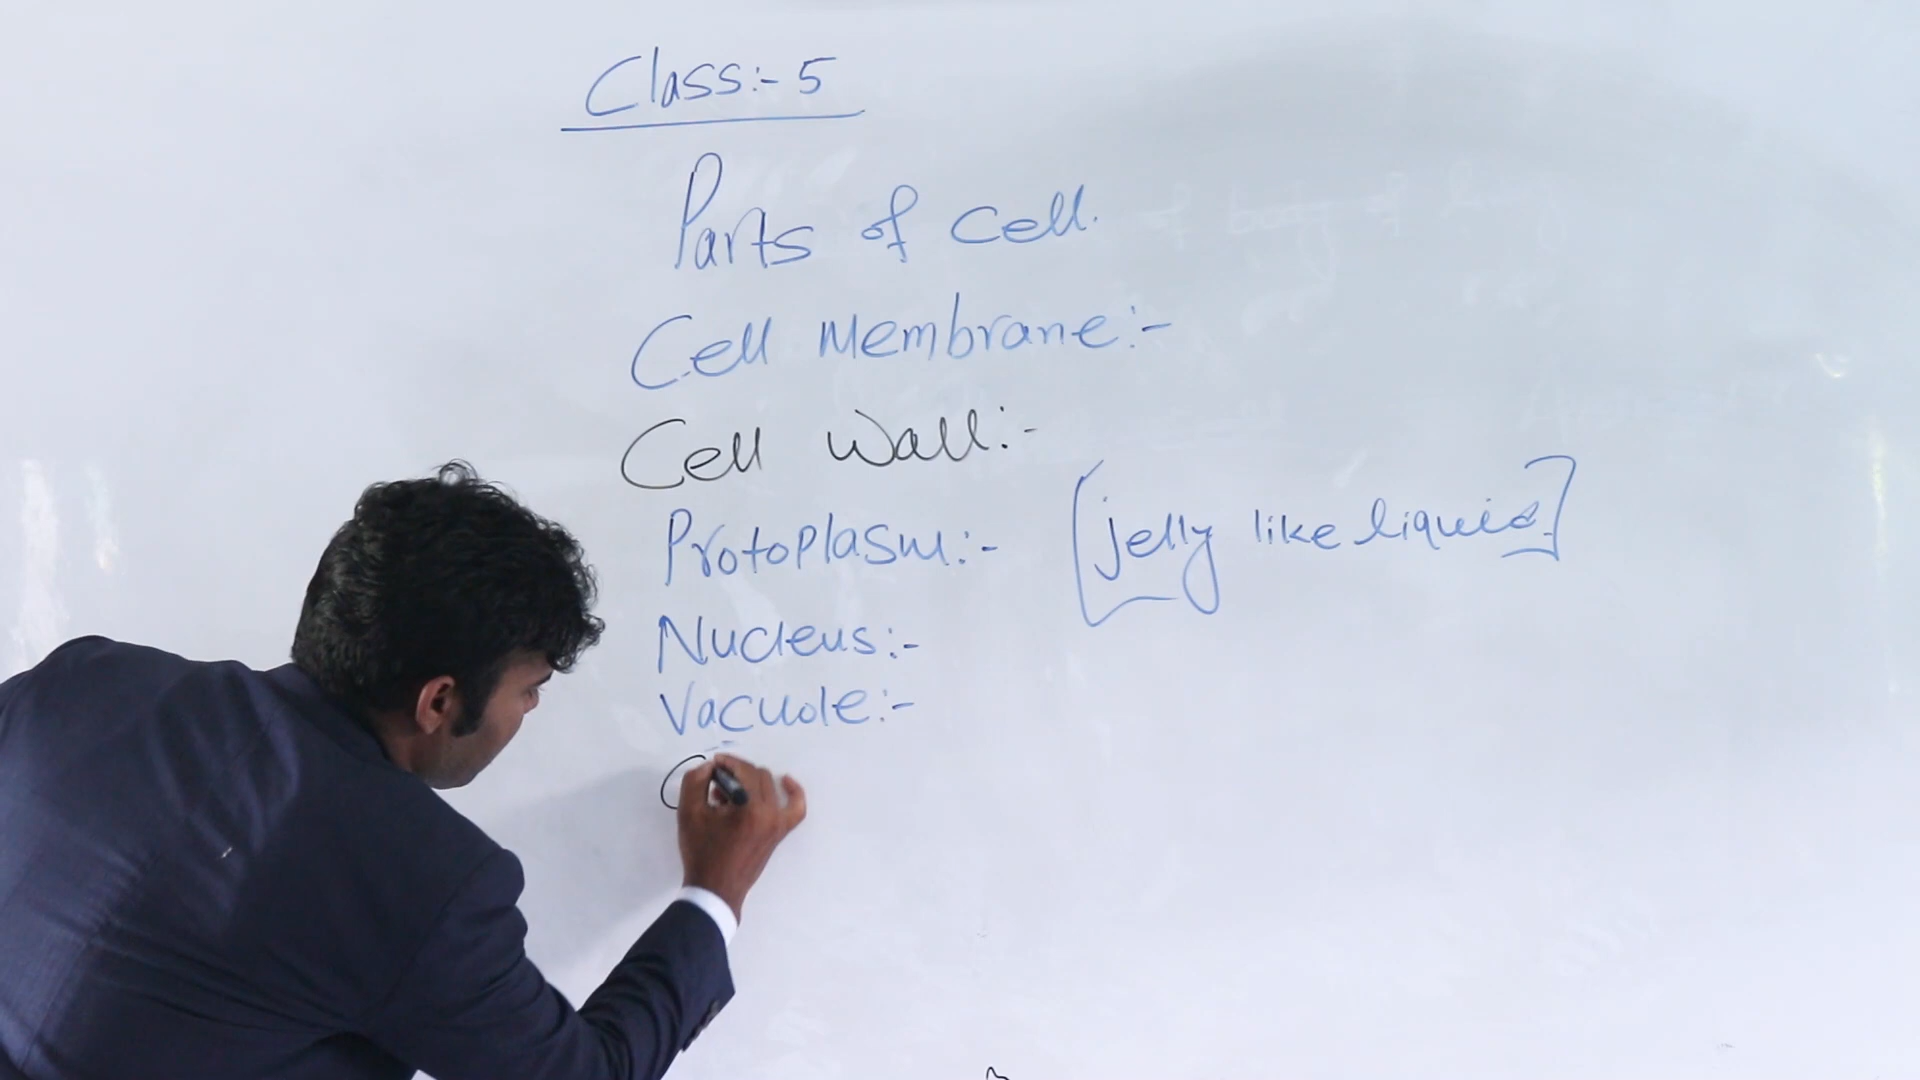 Class:- 5
Parts of cell.
Cell Membrane:-
Cell Wall:-
Protoplasm:- [jelly like liquid]
Nucleus:-
Vacuole:-
C